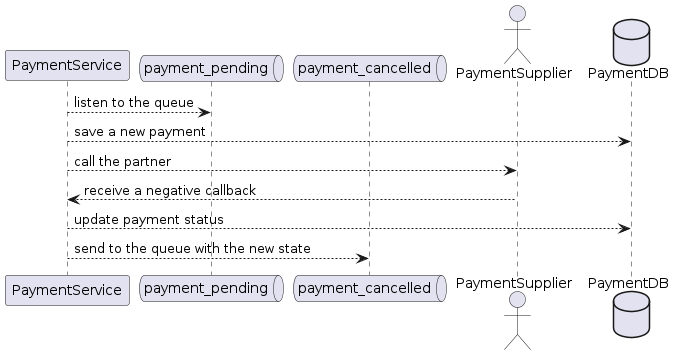 PaymentService
payment_pending
payment_cancelled
PaymentSupplier
PaymentDB
listen to the queue
save a new payment
call the partner
receive a negative callback
update payment status
send to the queue with the new state
PaymentService
payment_pending
payment_cancelled
PaymentSupplier
PaymentDB